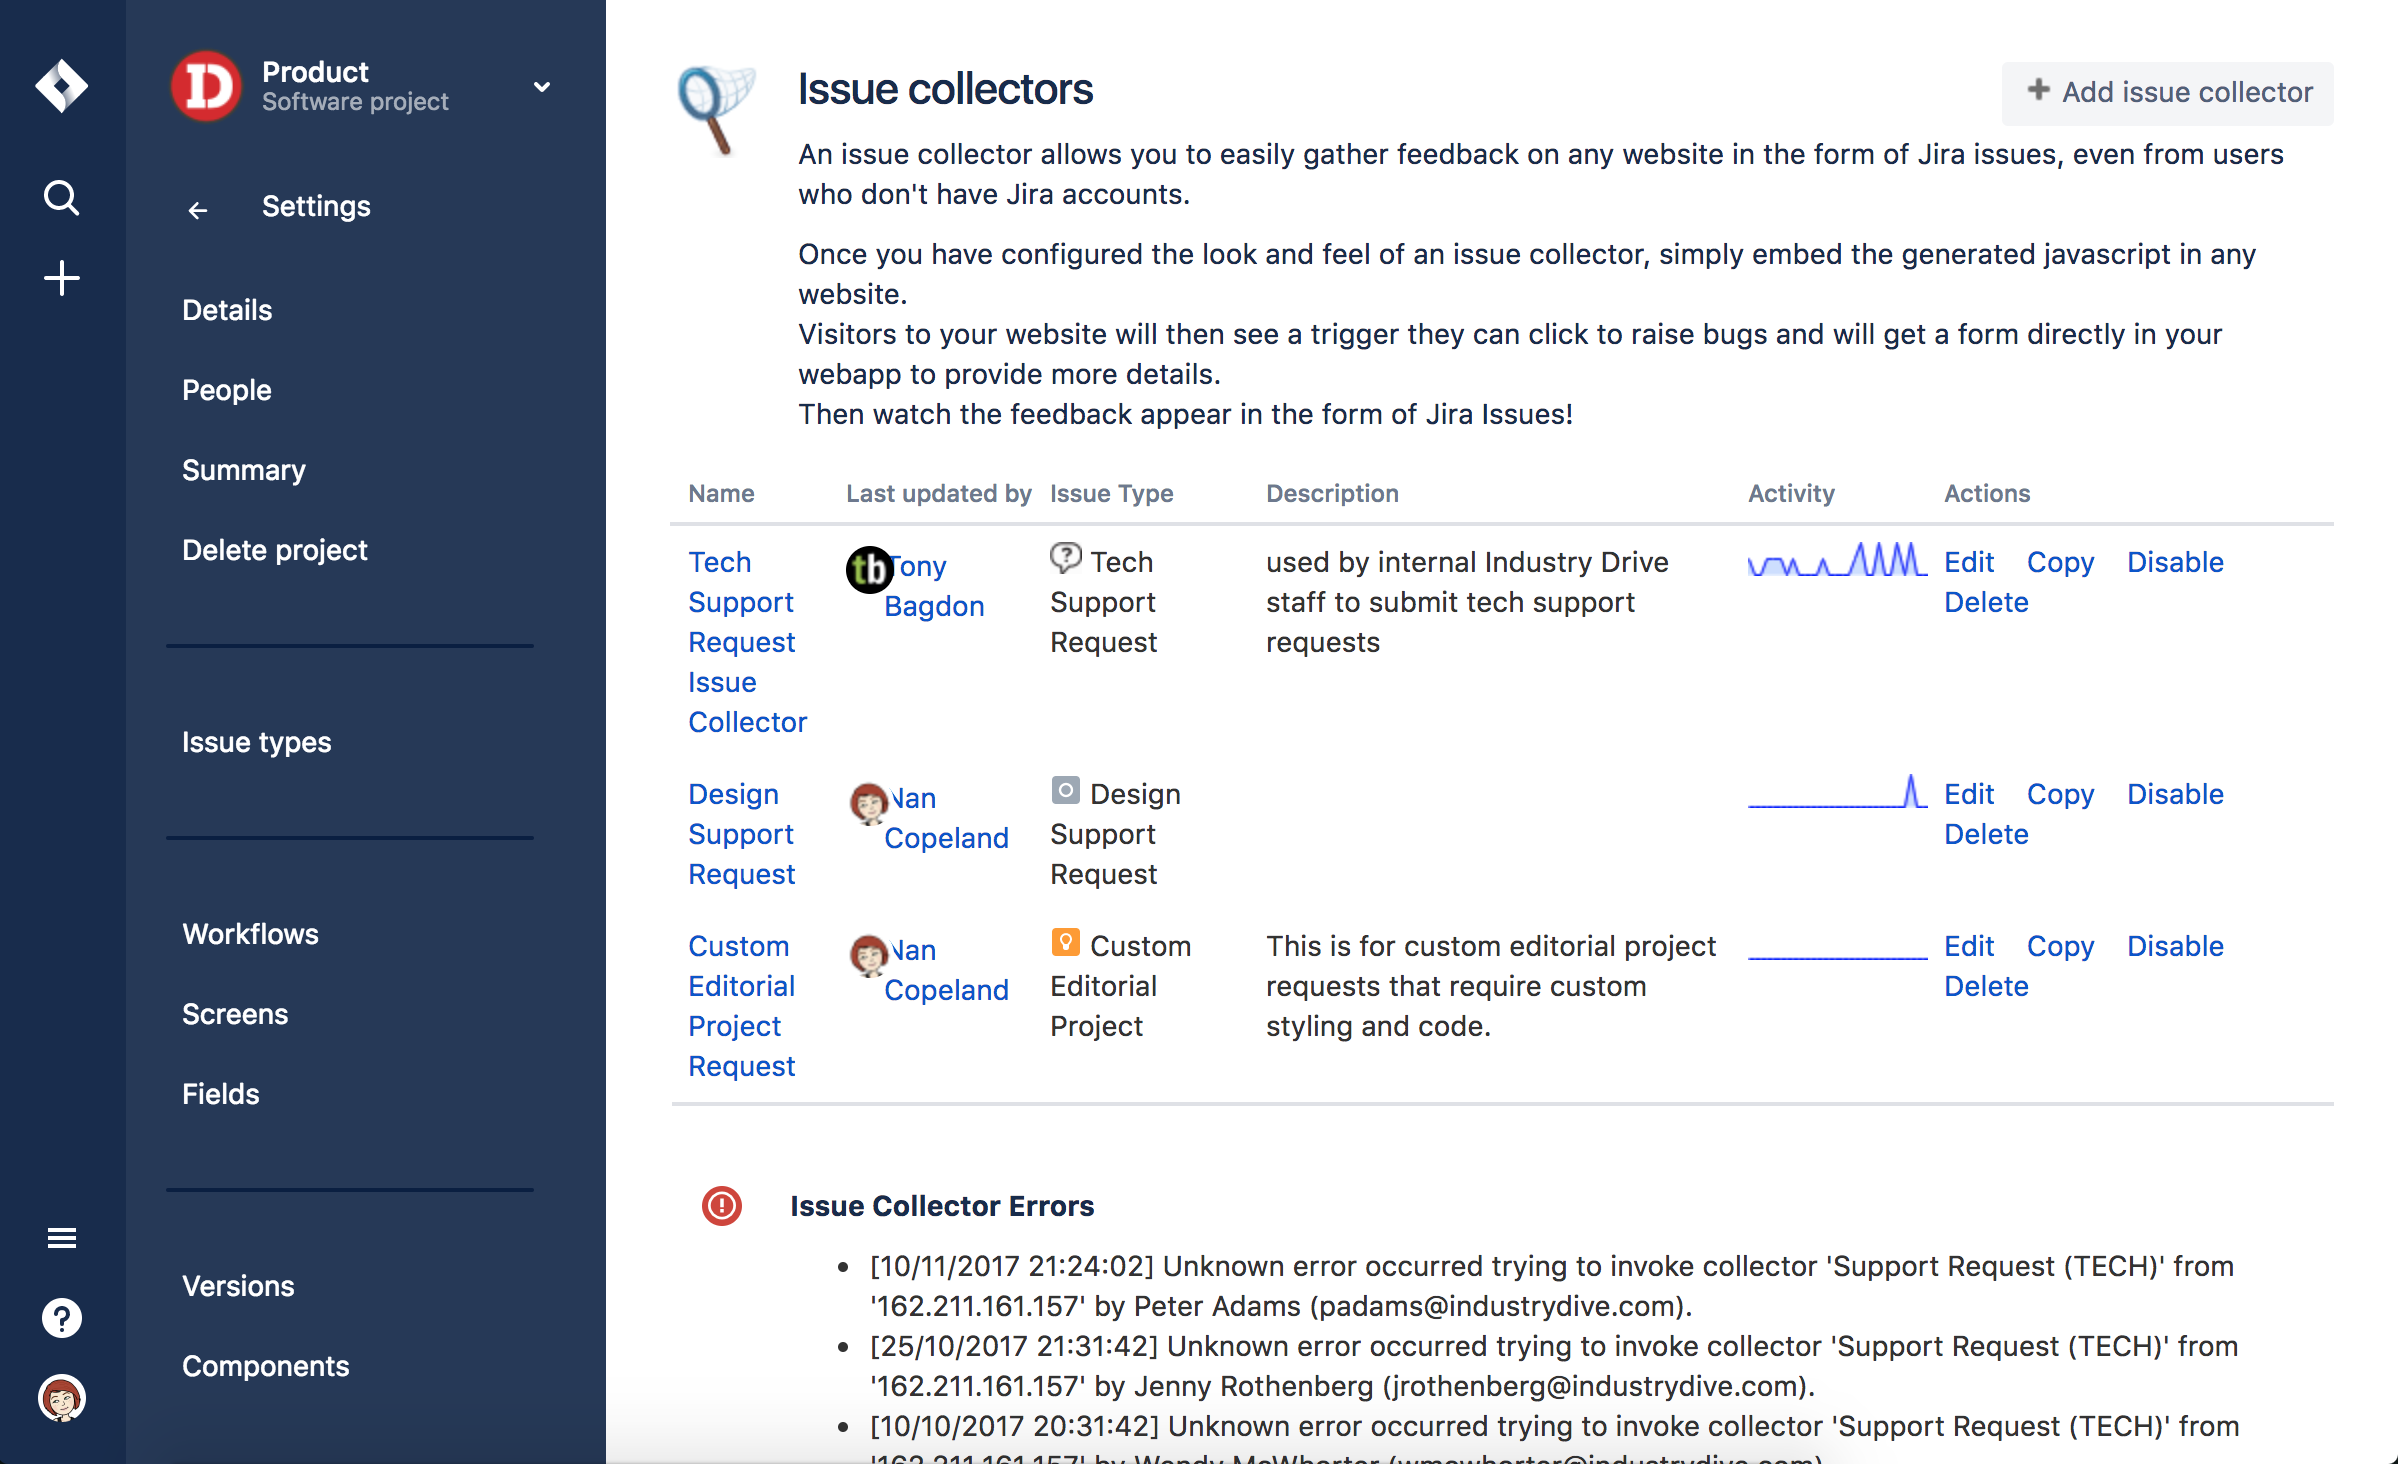 Product
Software project
Settings
Details
People
Summary
Delete project
Issue types
Workflows
Screens
Fields
Versions
Components
Issue collectors
Add issue collector
An issue collector allows you to easily gather feedback on any website in the form of Jira issues, even from users
who don't have Jira accounts.
Once you have configured the look and feel of an issue collector, simply embed the generated javascript in any
website.
Visitors to your website will then see a trigger they can click to raise bugs and will get a form directly in your
webapp to provide more details.
Then watch the feedback appear in the form of Jira Issues!
Name Last updated by Issue Type Description Activity Actions
Tech tb Tony Tech used by internal Industry Drive Edit Copy Disable
Support Bagdon Support staff to submit tech support Delete
Request Request requests
Issue
Collector
Design Nan Design Edit Copy Disable
Support Copeland Support Delete
Request Request
Custom Nan Custom This is for custom editorial project Edit Copy Disable
Editorial Copeland Editorial requests that require custom Delete
Project Project styling and code.
Request
Issue Collector Errors
[10/11/2017 21:24:02] Unknown error occurred trying to invoke collector 'Support Request (TECH)' from
'162.211.161.157' by Peter Adams (padams@industrydive.com).
[25/10/2017 21:31:42] Unknown error occurred trying to invoke collector 'Support Request (TECH)' from
'162.211.161.157' by Jenny Rothenberg (jrothenberg@industrydive.com).
[10/10/2017 20:31:42] Unknown error occurred trying to invoke collector 'Support Request (TECH)' from
'162.211.161.157' by Wendy McWhorter (wmcwhorter@industrydive.com)